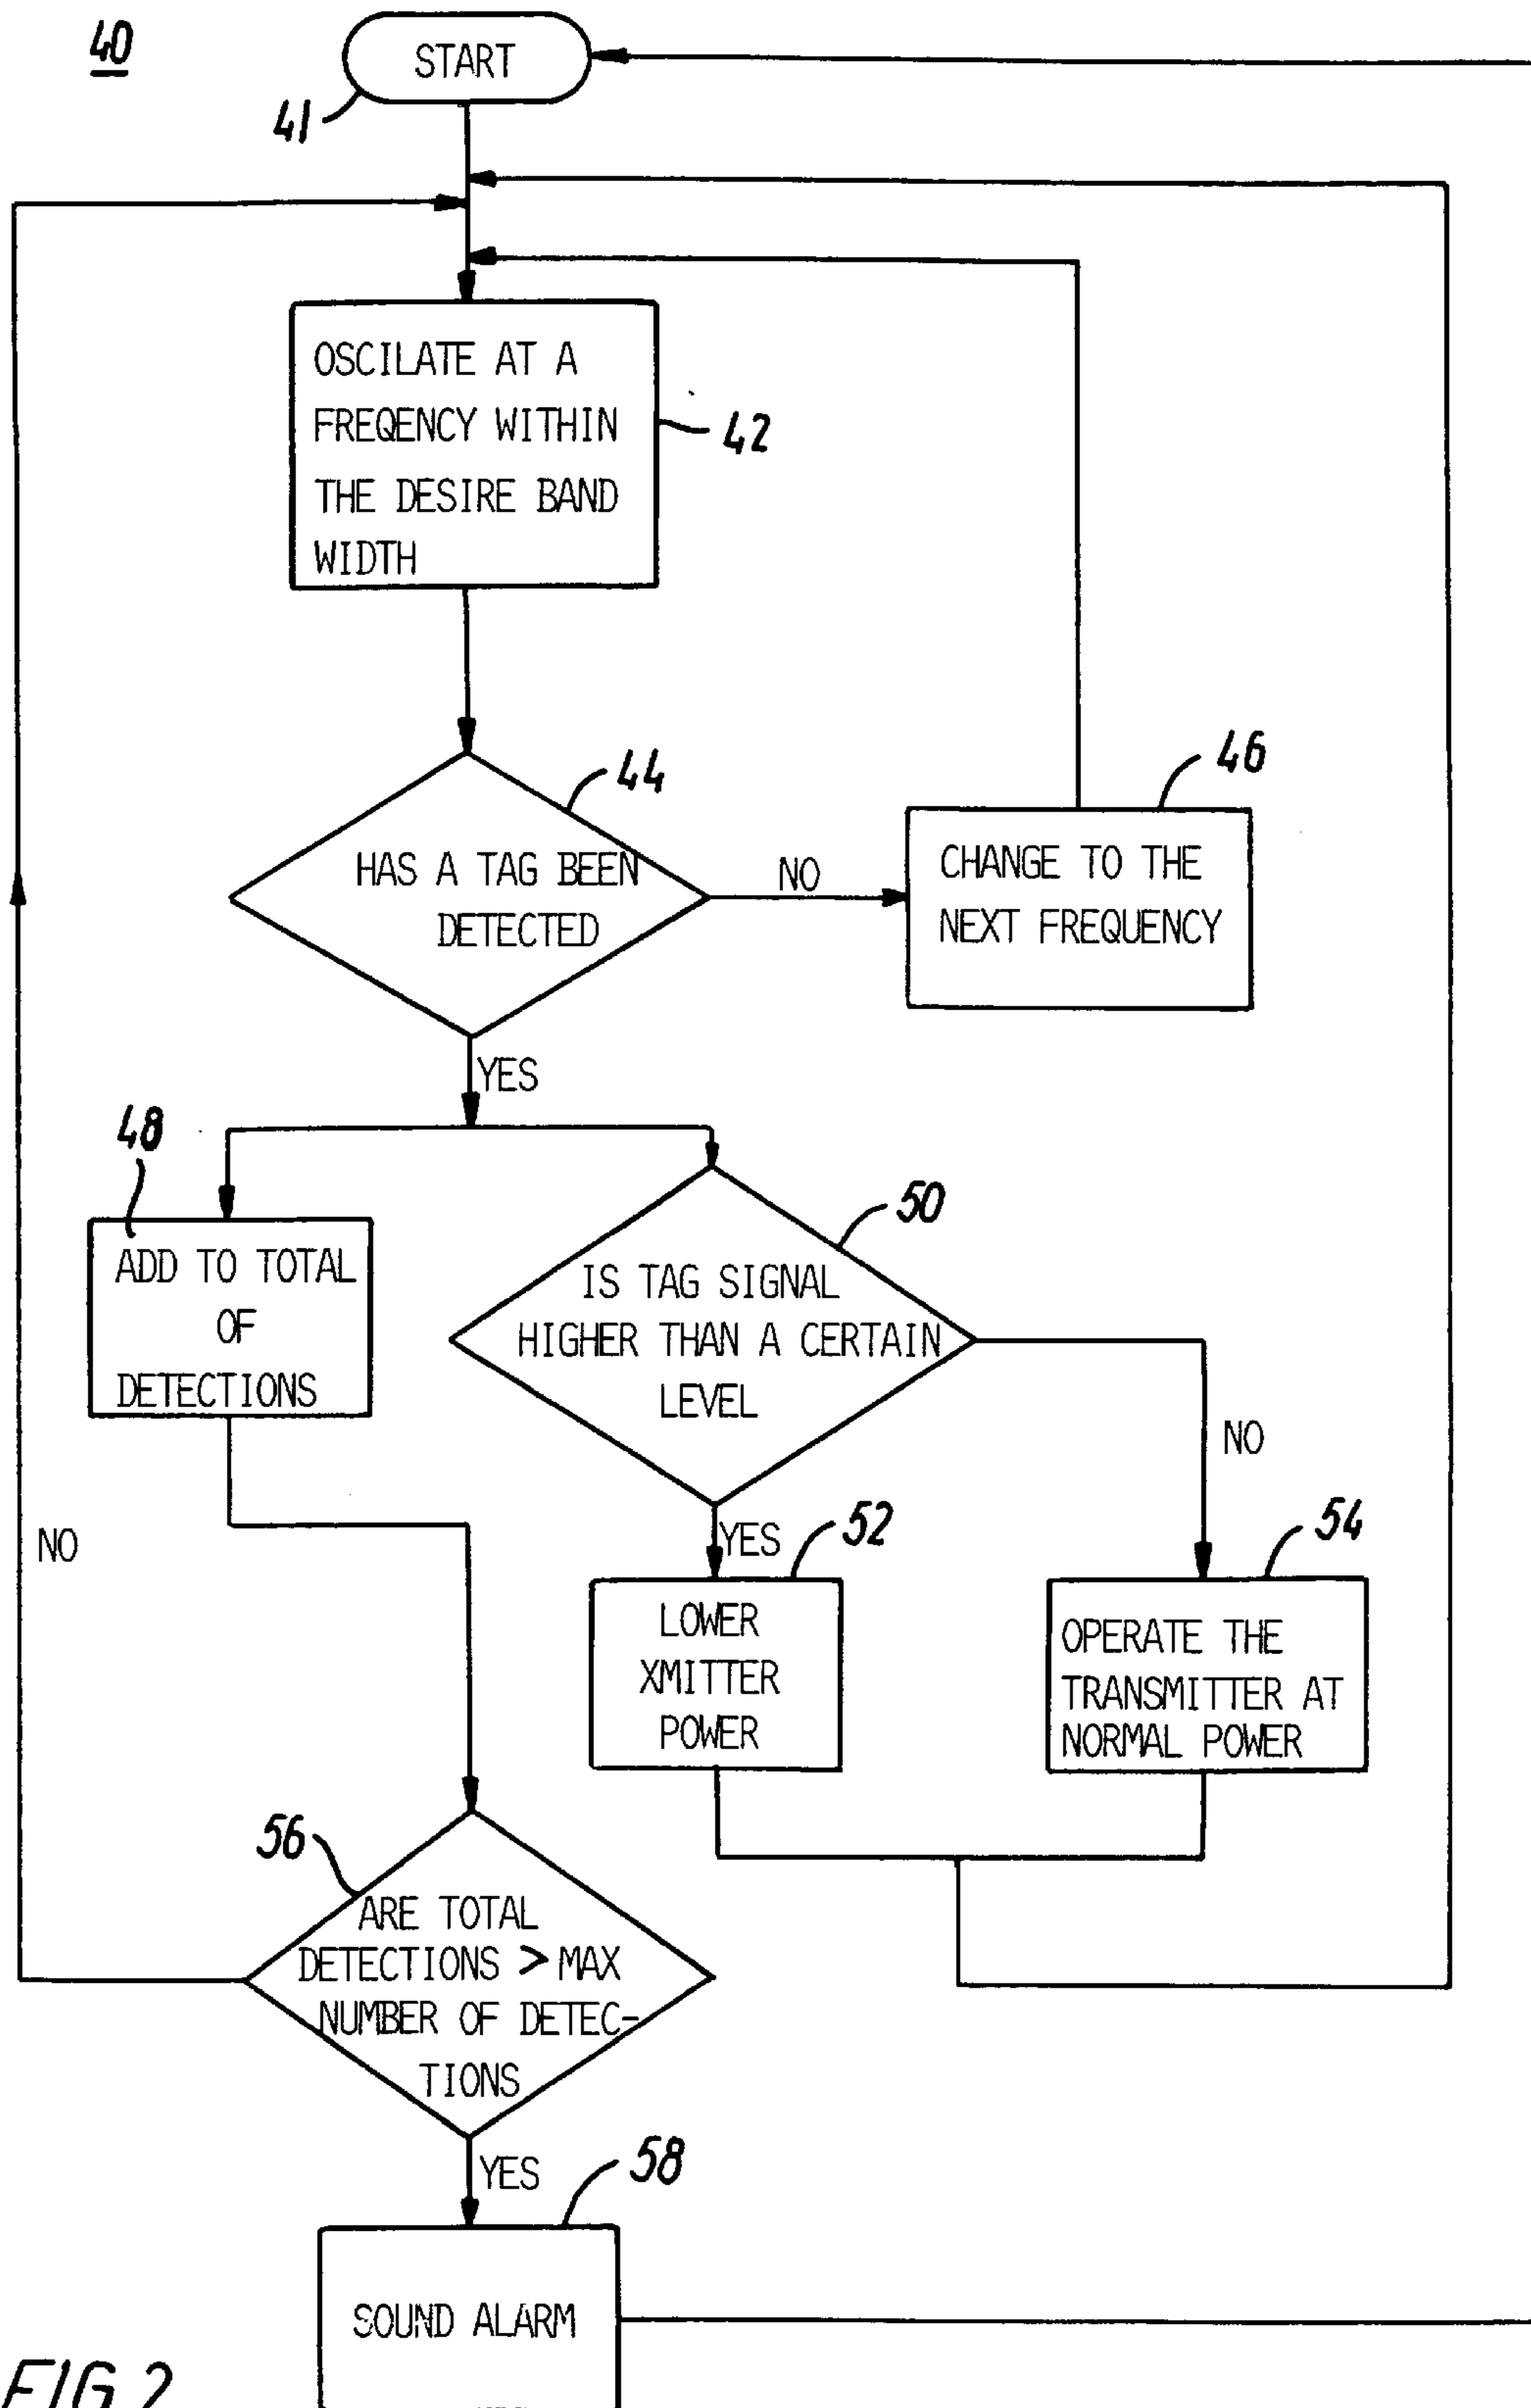 40
START
41
OSCILATE AT A
FREQENCY WITHIN
THE DESIRE BAND
WIDTH
42
44
HAS A TAG BEEN
DETECTED
NO
46
CHANGE TO THE
NEXT FREQUENCY
YES
48
ADD TO TOTAL
OF
DETECTIONS
50
IS TAG SIGNAL
HIGHER THAN A CERTAIN
LEVEL
NO
YES
52
LOWER
XMITTER
POWER
54
OPERATE THE
TRANSMITTER AT
NORMAL POWER
NO
56
ARE TOTAL
DETECTIONS > MAX
NUMBER OF DETEC-
TIONS
YES
58
SOUND ALARM
FIG. 2